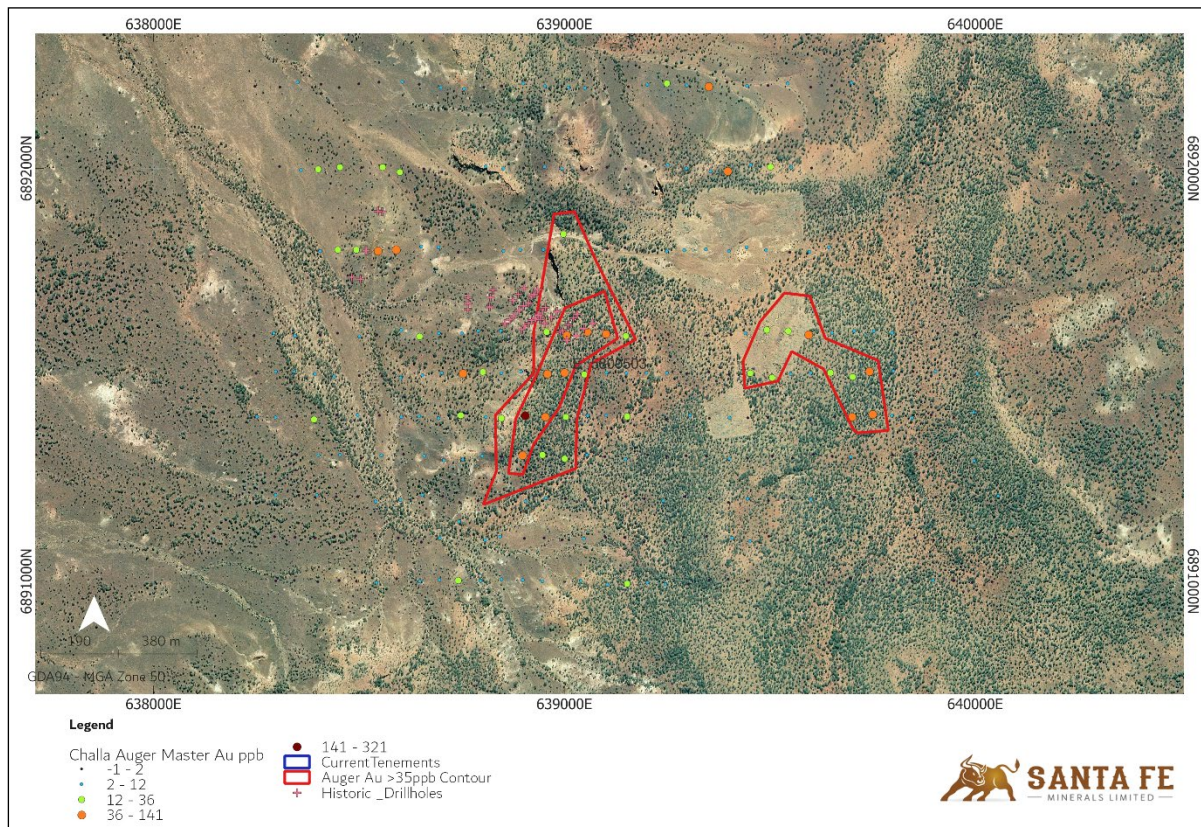 638000E 639000E 640000E
6892000N 6892000N
6891000N 6891000N
190 380 m
GDA94 - MGA Zone 50
638000E 639000E 640000E
Legend
Challa Auger Master Au ppb
-1 - 2
2 - 12
12 - 36
36 - 141
141 - 321
CurrentTenements
Auger Au >35ppb Contour
Historic _Drillholes
SANTA FE
MINERALS LIMITED